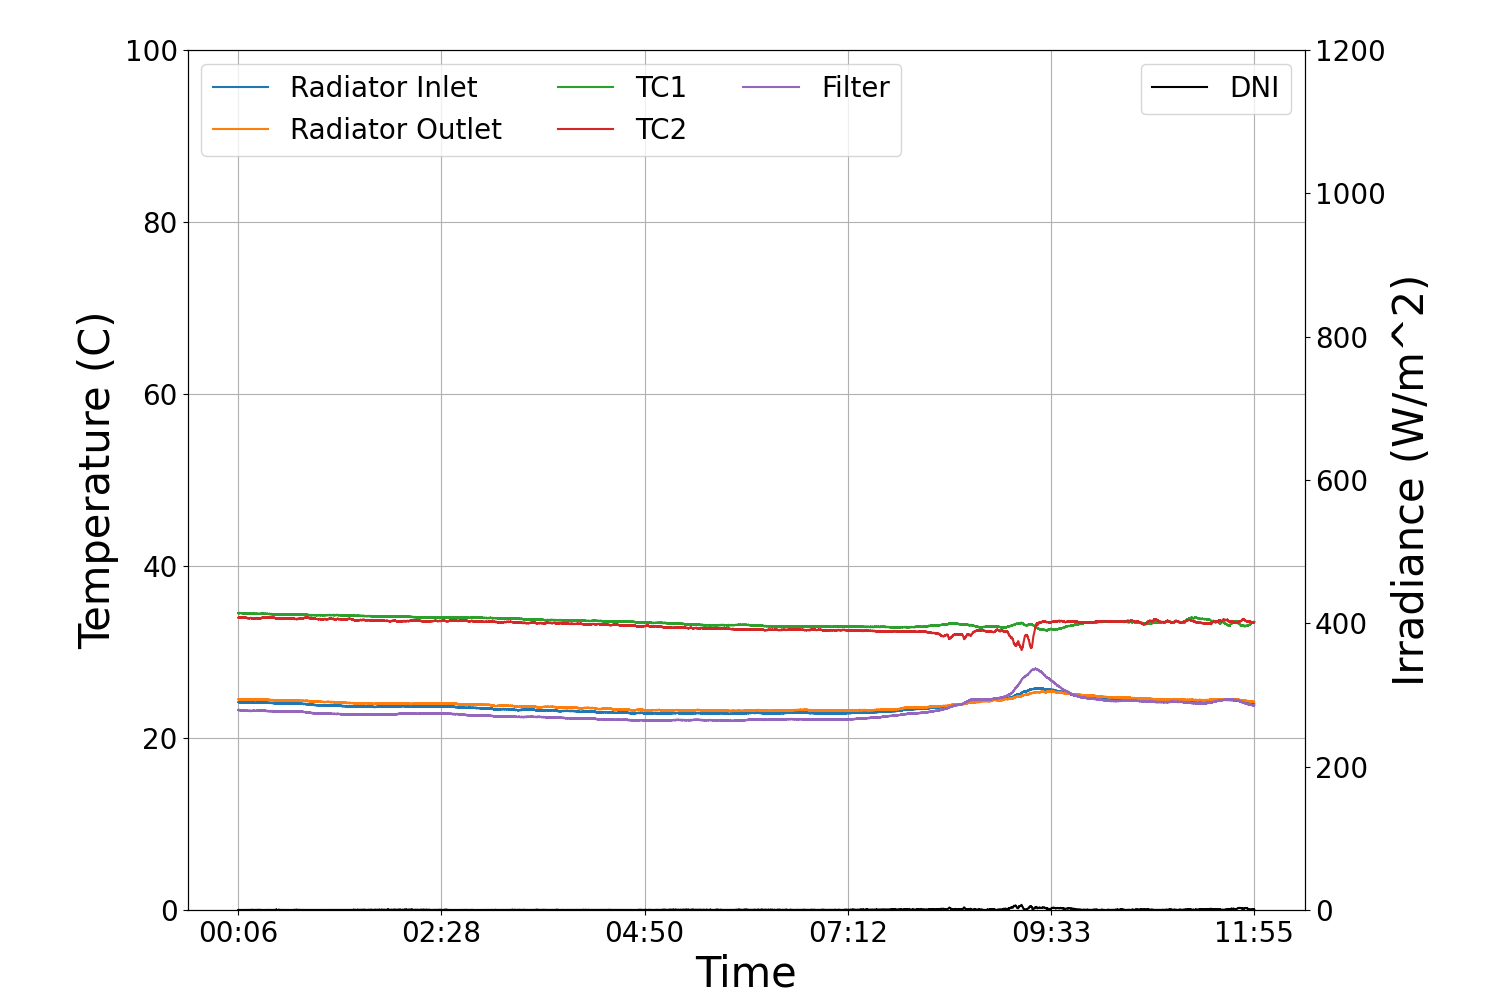 Radiator Inlet
Radiator Outlet
TC1
TC2
Filter
DNI
Temperature (C)
100
80
60
40
20
0
Irradiance (W/m^2)
1200
1000
800
600
400
200
0
00:06 02:28 04:50 07:12 09:33 11:55
Time